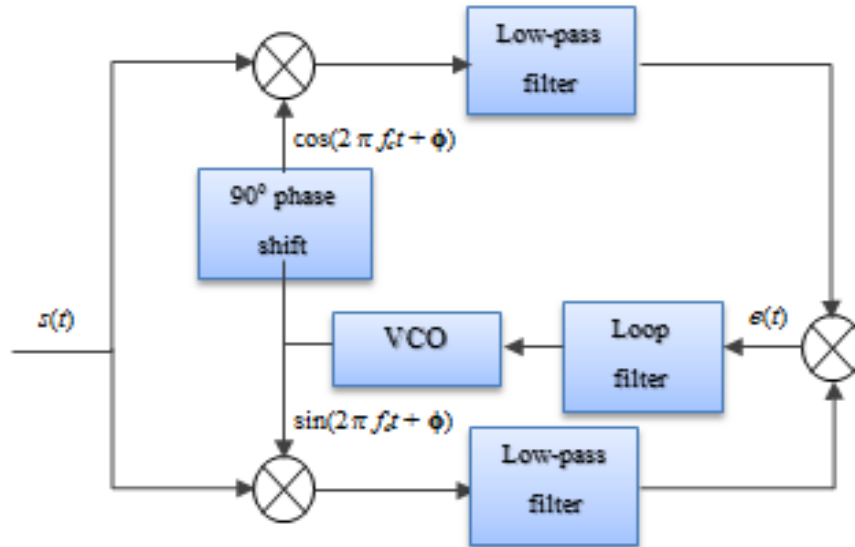 Low-pass
filter
cos(2 π fct + ϕ)
90⁰ phase
shift
s(t)
VCO
Loop
filter
e(t)
sin(2 π fct + ϕ)
Low-pass
filter